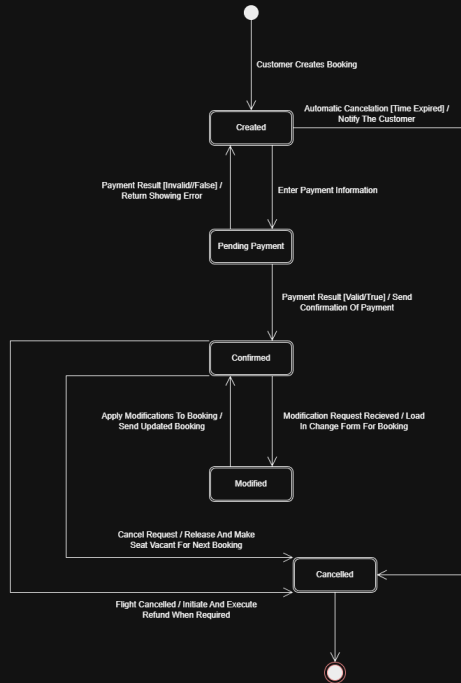 Customer Creates Booking
Automatic Cancelation [Time Expired] /
Notify The Customer
Created
Payment Result [Invalid//False] /
Return Showing Error
Enter Payment Information
Pending Payment
Payment Result [Valid/True] / Send
Confirmation Of Payment
Confirmed
Apply Modifications To Booking /
Send Updated Booking
Modification Request Recieved / Load
In Change Form For Booking
Modified
Cancel Request / Release And Make
Seat Vacant For Next Booking
Cancelled
Flight Cancelled / Initiate And Execute
Refund When Required